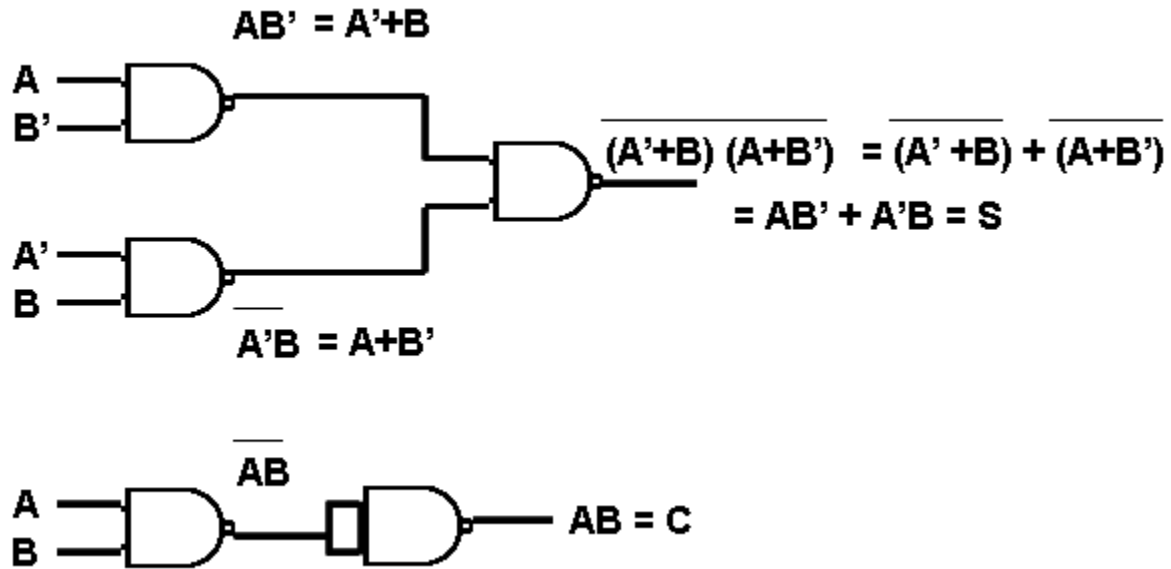 AB’ = A’+B
A
B’
(A’+B) (A+B’) = (A’ +B) + (A+B’)
= AB’ + A’B = S
A’
B
A’B = A+B’
AB
A
B
AB = C